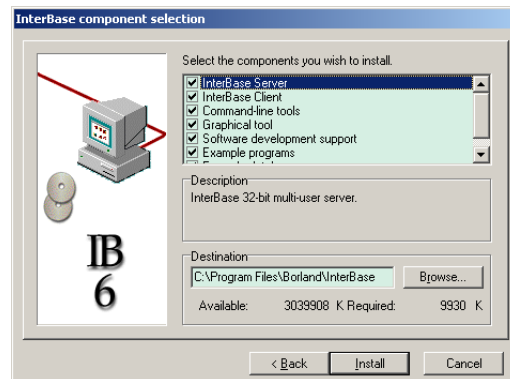 InterBase component selection
Select the components you wish to install.
InterBase Server
InterBase Client
Command-line tools
Graphical tool
Software development support
Example programs
Description
InterBase 32-bit multi-user server.
Destination
C:\Program Files\Borland\InterBase
Browse...
Available: 3039908 K Required: 9930 K
IB
6
< Back
Install
Cancel